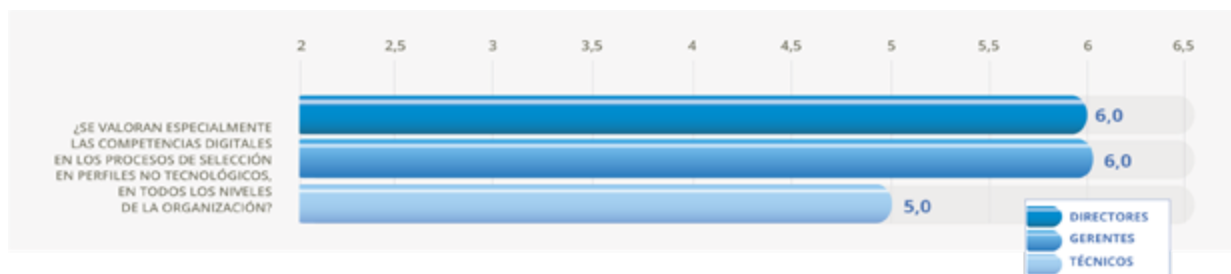 2 2,5 3 3,5 4 4,5 5 5,5 6 6,5
¿SE VALORAN ESPECIALMENTE
LAS COMPETENCIAS DIGITALES
EN LOS PROCESOS DE SELECCIÓN
EN PERFILES NO TECNOLÓGICOS,
EN TODOS LOS NIVELES
DE LA ORGANIZACIÓN?
6,0
6,0
5,0
DIRECTORES
GERENTES
TÉCNICOS